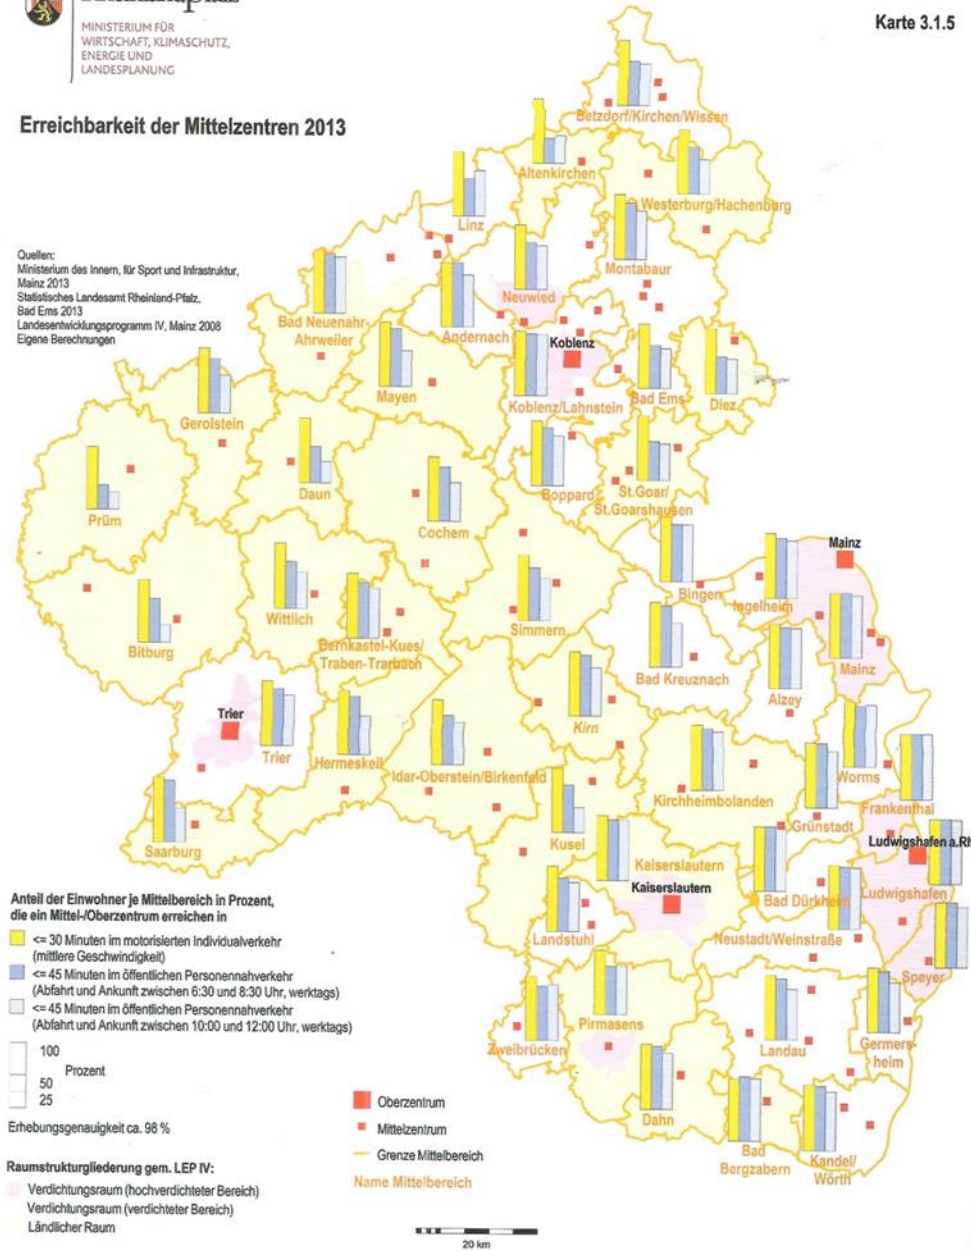 MINISTERIUM FÜR
WIRTSCHAFT, KLIMASCHUTZ,
ENERGIE UND
LANDESPLANUNG
Karte 3.1.5
Erreichbarkeit der Mittelzentren 2013
Quellen:
Ministerium des Innern, für Sport und Infrastruktur,
Mainz 2013
Statistisches Landesamt Rheinland-Pfalz,
Bad Ems 2013
Landesentwicklungsprogramm IV, Mainz 2008
Eigene Berechnungen
Betzdorf/Kirchen/Wissen
Altenkirchen
Westerburg/Hachenburg
Linz
Montabaur
Neuwied
Bad Neuenahr-
Ahrweiler
Andernach
Koblenz
Mayen
Koblenz/Lahnstein
Bad Ems
Diez
Gerolstein
Daun
Boppard
St.Goar/
St.Goarshausen
Prüm
Cochem
Mainz
Bingen
Ingelheim
Wittlich
Simmern
Bitburg
Bernkastel-Kues/
Traben-Trarbach
Mainz
Bad Kreuznach
Alzey
Trier
Kirn
Trier
Hermeskeil
Idar-Oberstein/Birkenfeld
Worms
Kirchheimbolanden
Frankenthal
Grünstadt
Saarburg
Kusel
Ludwigshafen a.Rh
Kaiserslautern
Kaiserslautern
Bad Dürkheim
Ludwigshafen
Landstuhl
Neustadt/Weinstraße
Speyer
Pirmasens
Zweibrücken
Landau
Germers-
heim
Dahn
Bad
Bergzabern
Kandel/
Wörth
Anteil der Einwohner je Mittelbereich in Prozent,
die ein Mittel-/Oberzentrum erreichen in
<= 30 Minuten im motorisierten Individualverkehr
(mittlere Geschwindigkeit)
<= 45 Minuten im öffentlichen Personennahverkehr
(Abfahrt und Ankunft zwischen 6:30 und 8:30 Uhr, werktags)
<= 45 Minuten im öffentlichen Personennahverkehr
(Abfahrt und Ankunft zwischen 10:00 und 12:00 Uhr, werktags)
100
Prozent
50
25
Erhebungsgenauigkeit ca. 98 %
Oberzentrum
Mittelzentrum
Grenze Mittelbereich
Name Mittelbereich
Raumstrukturgliederung gem. LEP IV:
Verdichtungsraum (hochverdichteter Bereich)
Verdichtungsraum (verdichteter Bereich)
Ländlicher Raum
20 km